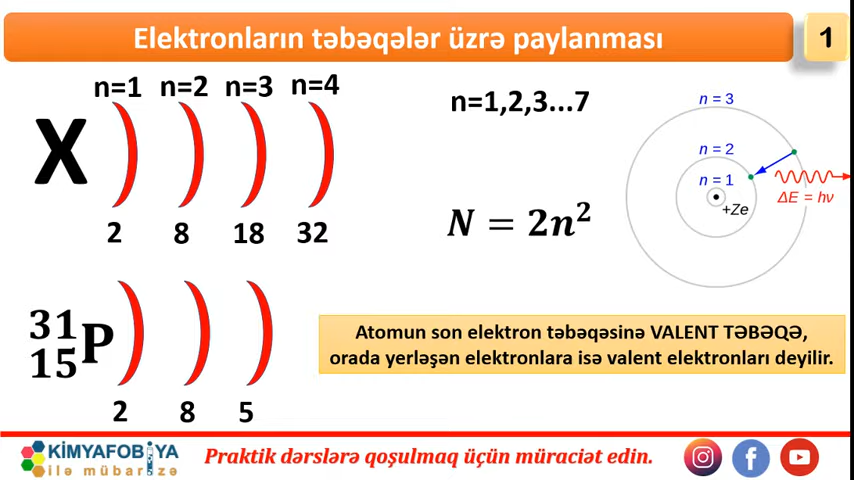 Elektronların təbəqələr üzrə paylanması
1
n=1 n=2 n=3 n=4
X
2 8 18 32
n=1,2,3...7
N = 2n²
n = 3
n = 2
n = 1
+Ze
ΔE = hν
³¹₁₅P
2 8 5
Atomun son elektron təbəqəsinə VALENT TƏBƏQƏ,
orada yerləşən elektronlara isə valent elektronları deyilir.
KİMYAFOBİYA
ilə mübarizə
Praktik dərslərə qoşulmaq üçün müraciət edin.